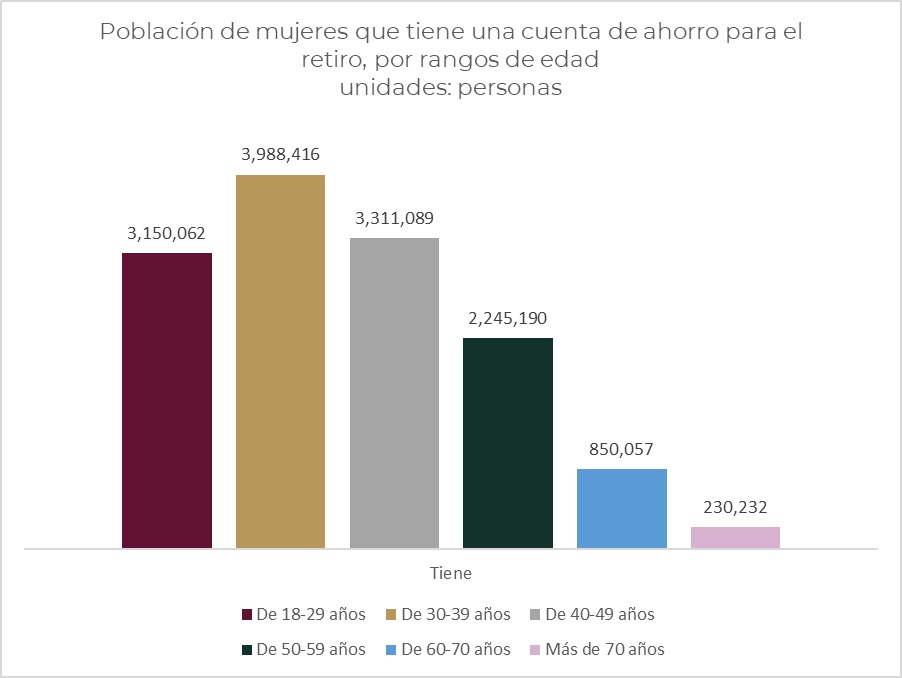 Población de mujeres que tiene una cuenta de ahorro para el
retiro, por rangos de edad
unidades: personas
3,988,416
3,150,062
3,311,089
2,245,190
850,057
230,232
Tiene
De 18-29 años De 30-39 años De 40-49 años
De 50-59 años De 60-70 años Más de 70 años